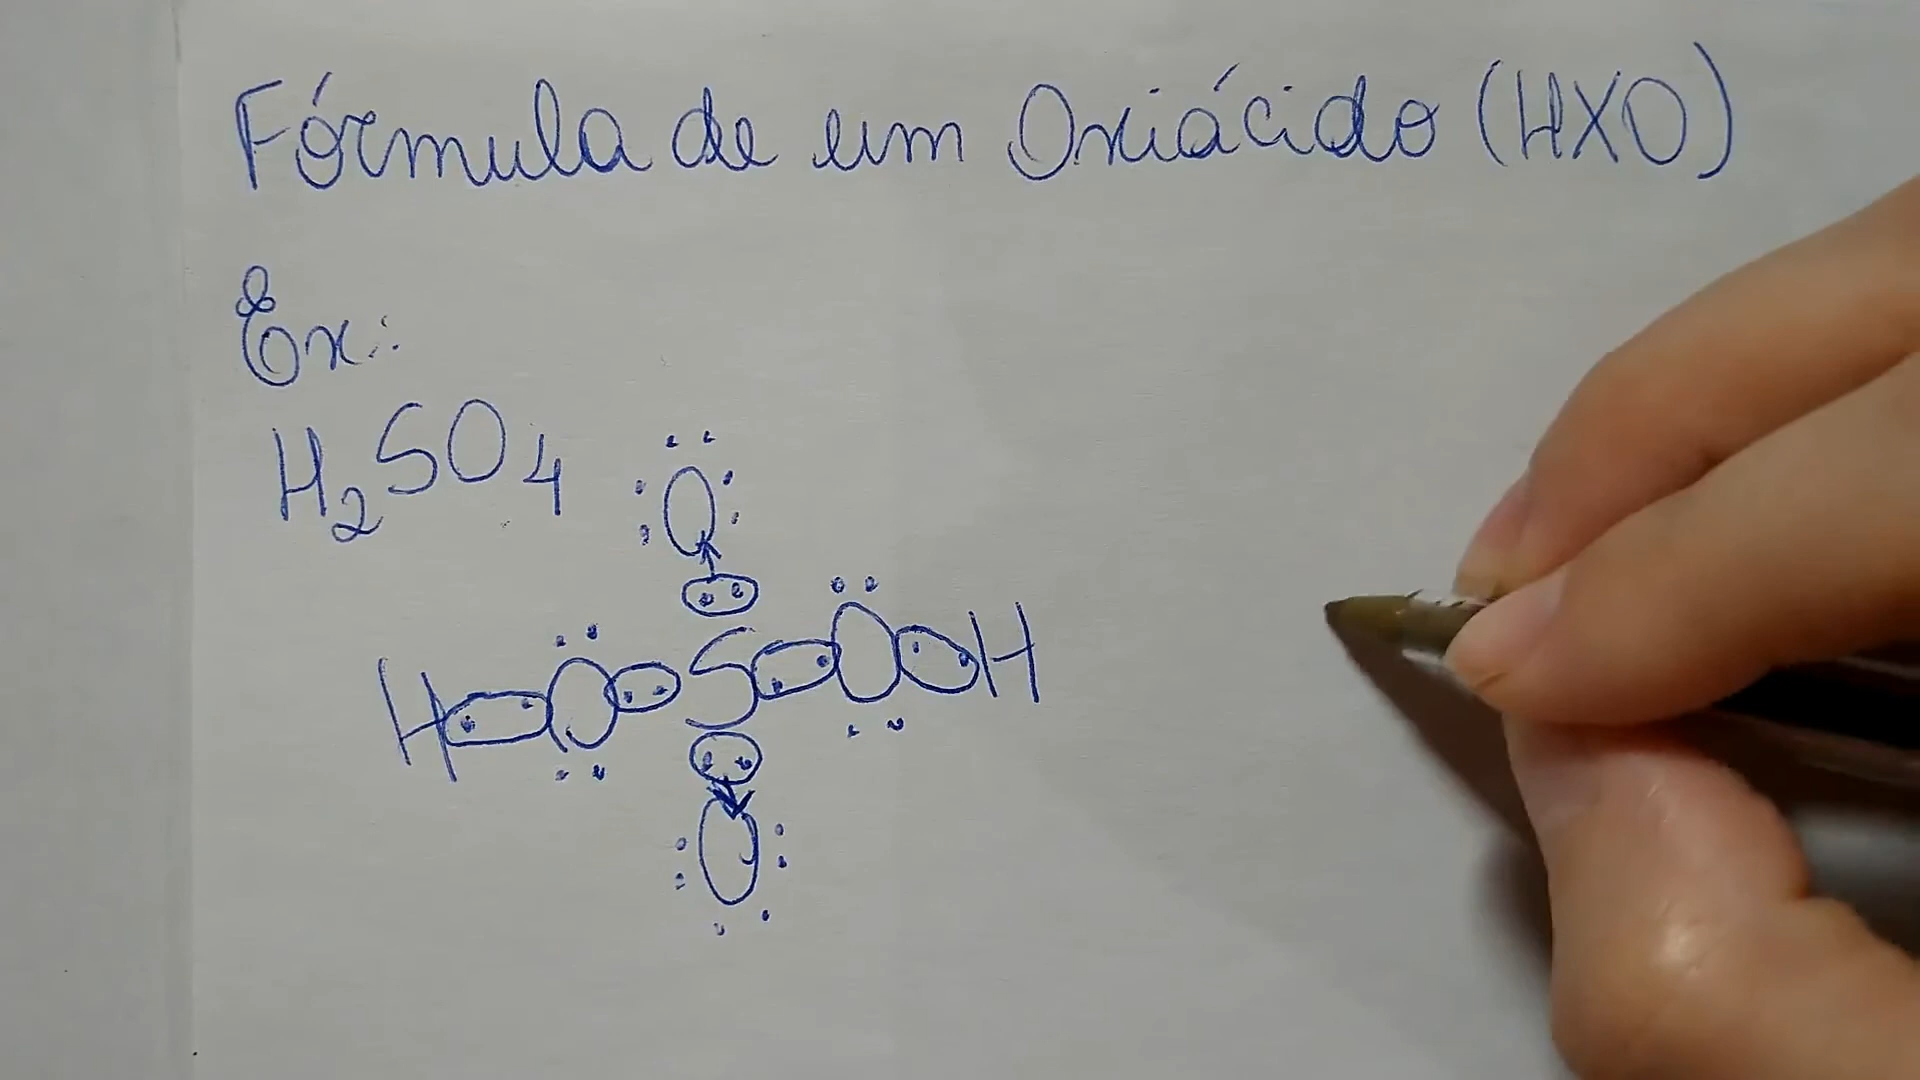 Fórmula de um Oxiácido (HXO)
Ex:
H2SO4
O
H O S O H
O